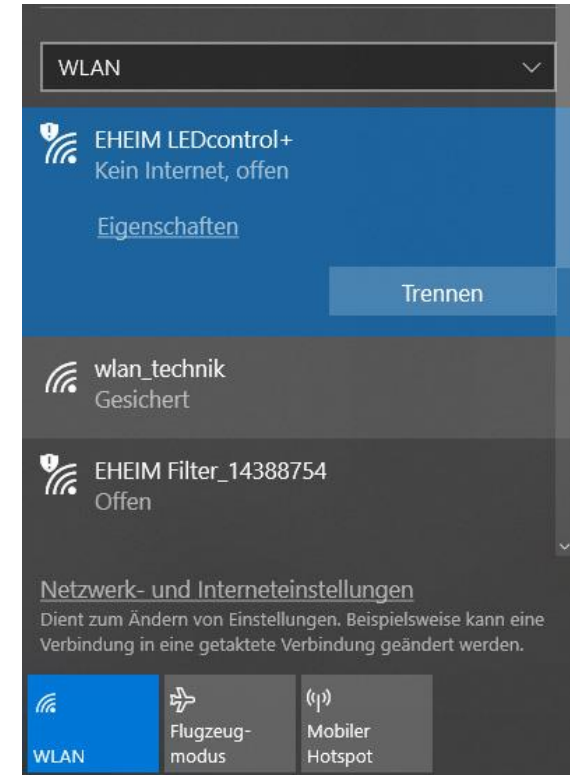 WLAN
EHEIM LEDcontrol+
Kein Internet, offen
Eigenschaften
Trennen
wlan_technik
Gesichert
EHEIM Filter_14388754
Offen
Netzwerk- und Interneteinstellungen
Dient zum Ändern von Einstellungen. Beispielsweise kann eine
Verbindung in eine getaktete Verbindung geändert werden.
WLAN
Flugzeug-
modus
Mobiler
Hotspot